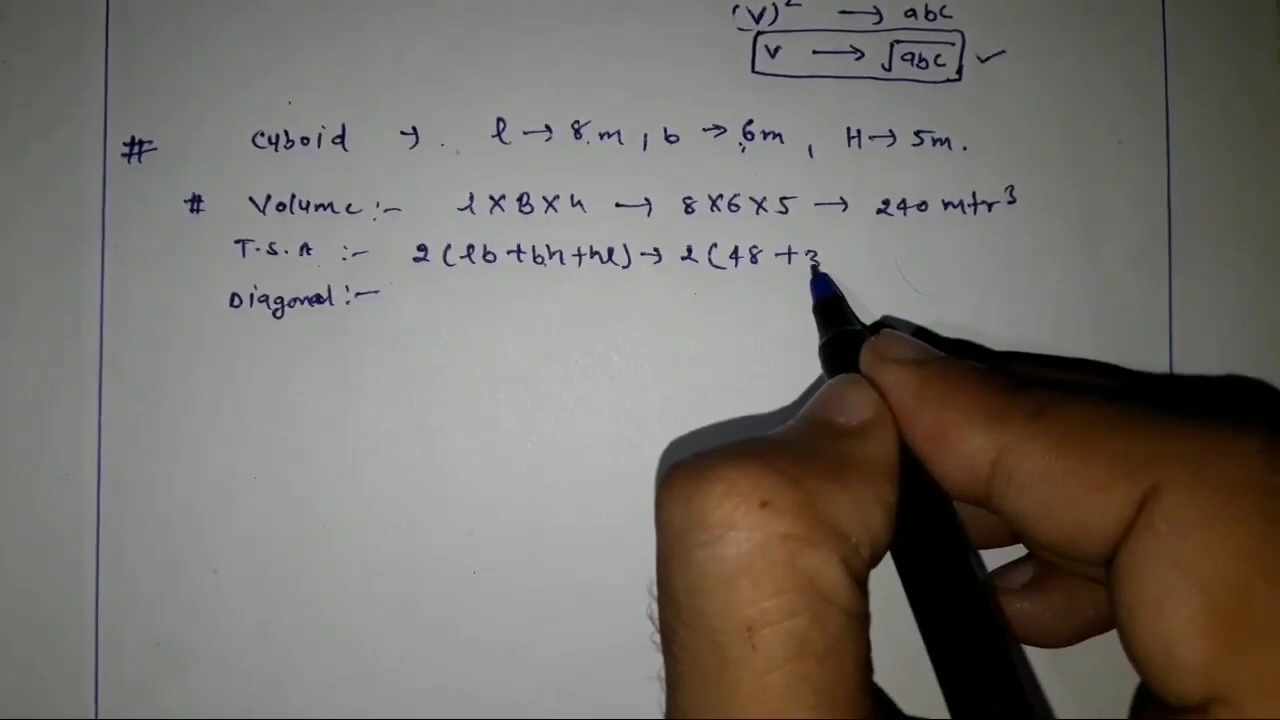 (V)² → abc
V → √abc ✓
# Cuboid → . l → 8 m , b → 6m , H → 5m .
# Volume :- l × B × h → 8×6×5 → 240 mtr³
T.S.A :- 2 (lb + bh + hl) → 2 (48 + 3
Diagonal :-